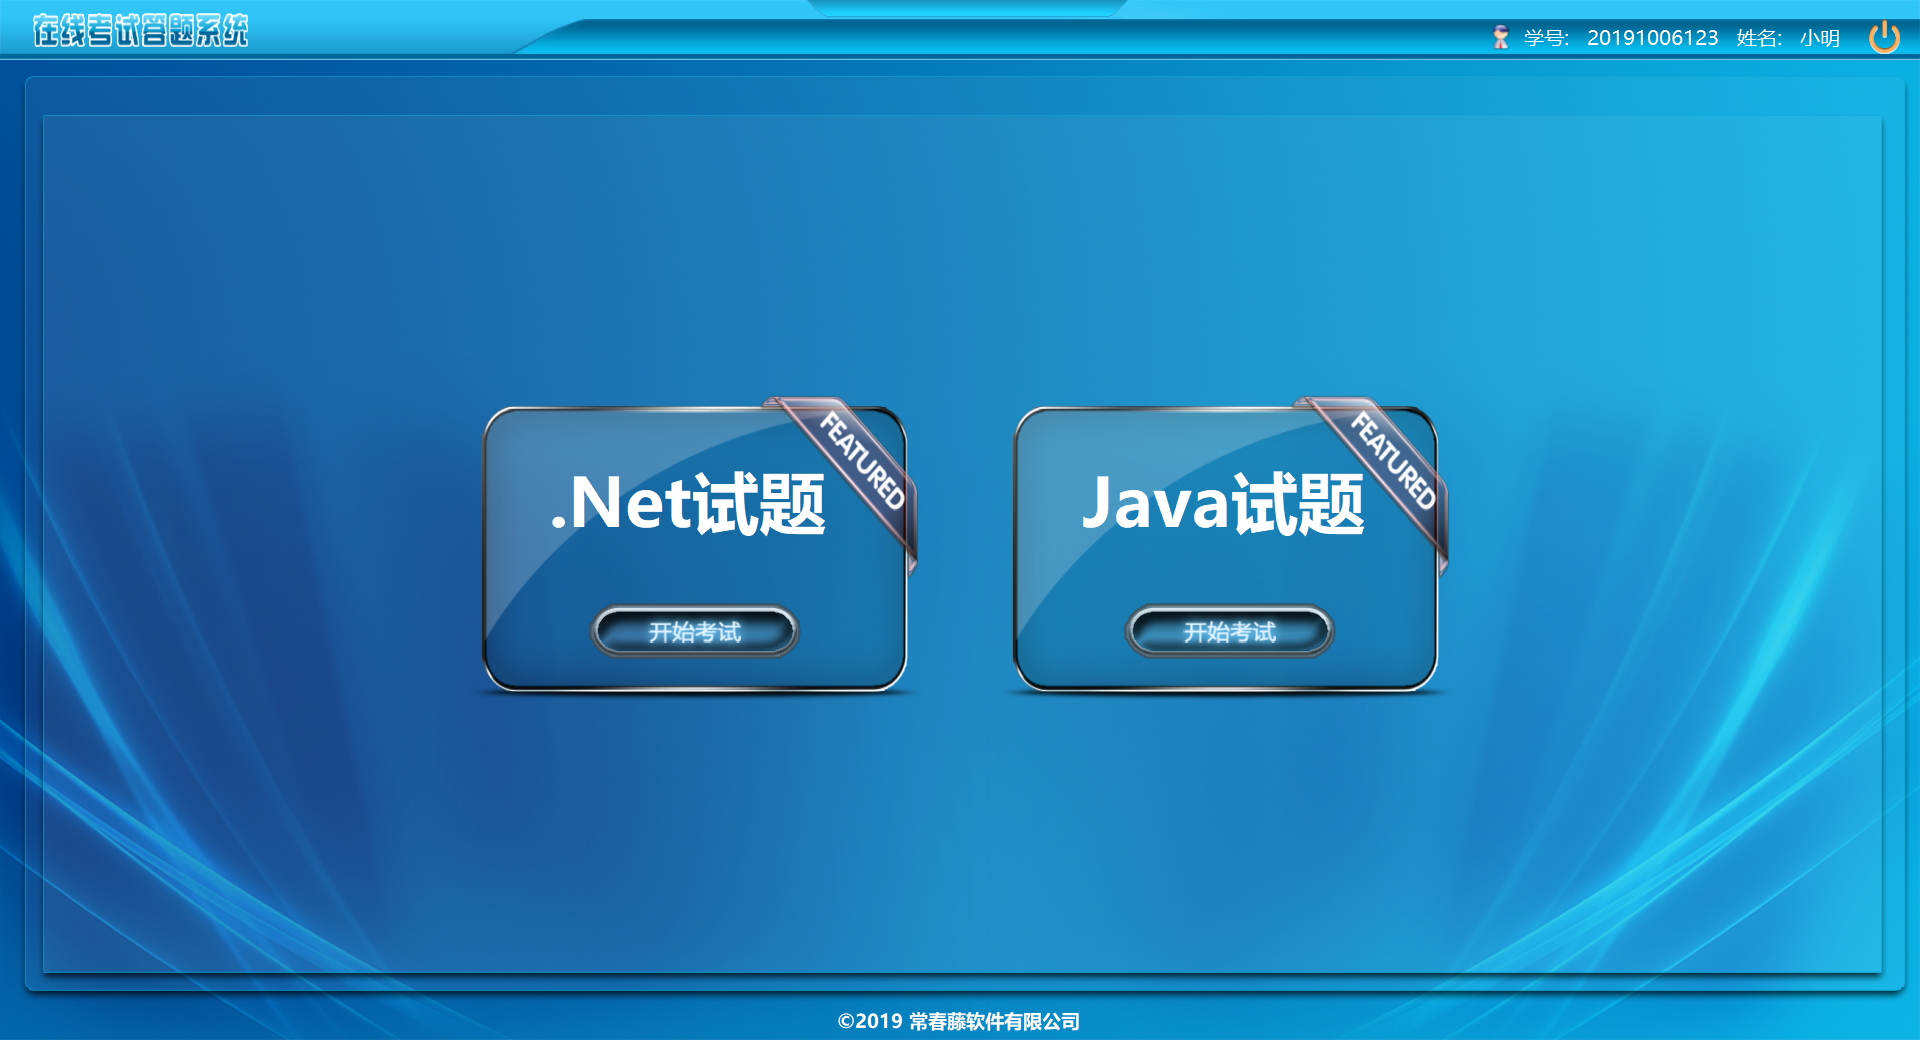 在线考试答题系统
学号: 20191006123 姓名: 小明
FEATURED
.Net试题
开始考试
FEATURED
Java试题
开始考试
©2019 常春藤软件有限公司